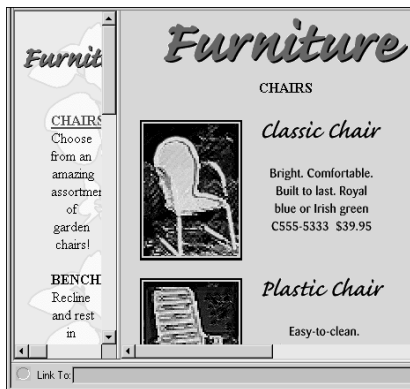 Furnit
CHAIRS
Choose
from an
amazing
assortmen
of
garden
chairs!
BENCH
Recline
and rest
in
Furniture
CHAIRS
Classic Chair
Bright. Comfortable.
Built to last. Royal
blue or Irish green
C555-5333 $39.95
Plastic Chair
Easy-to-clean.
Link To: